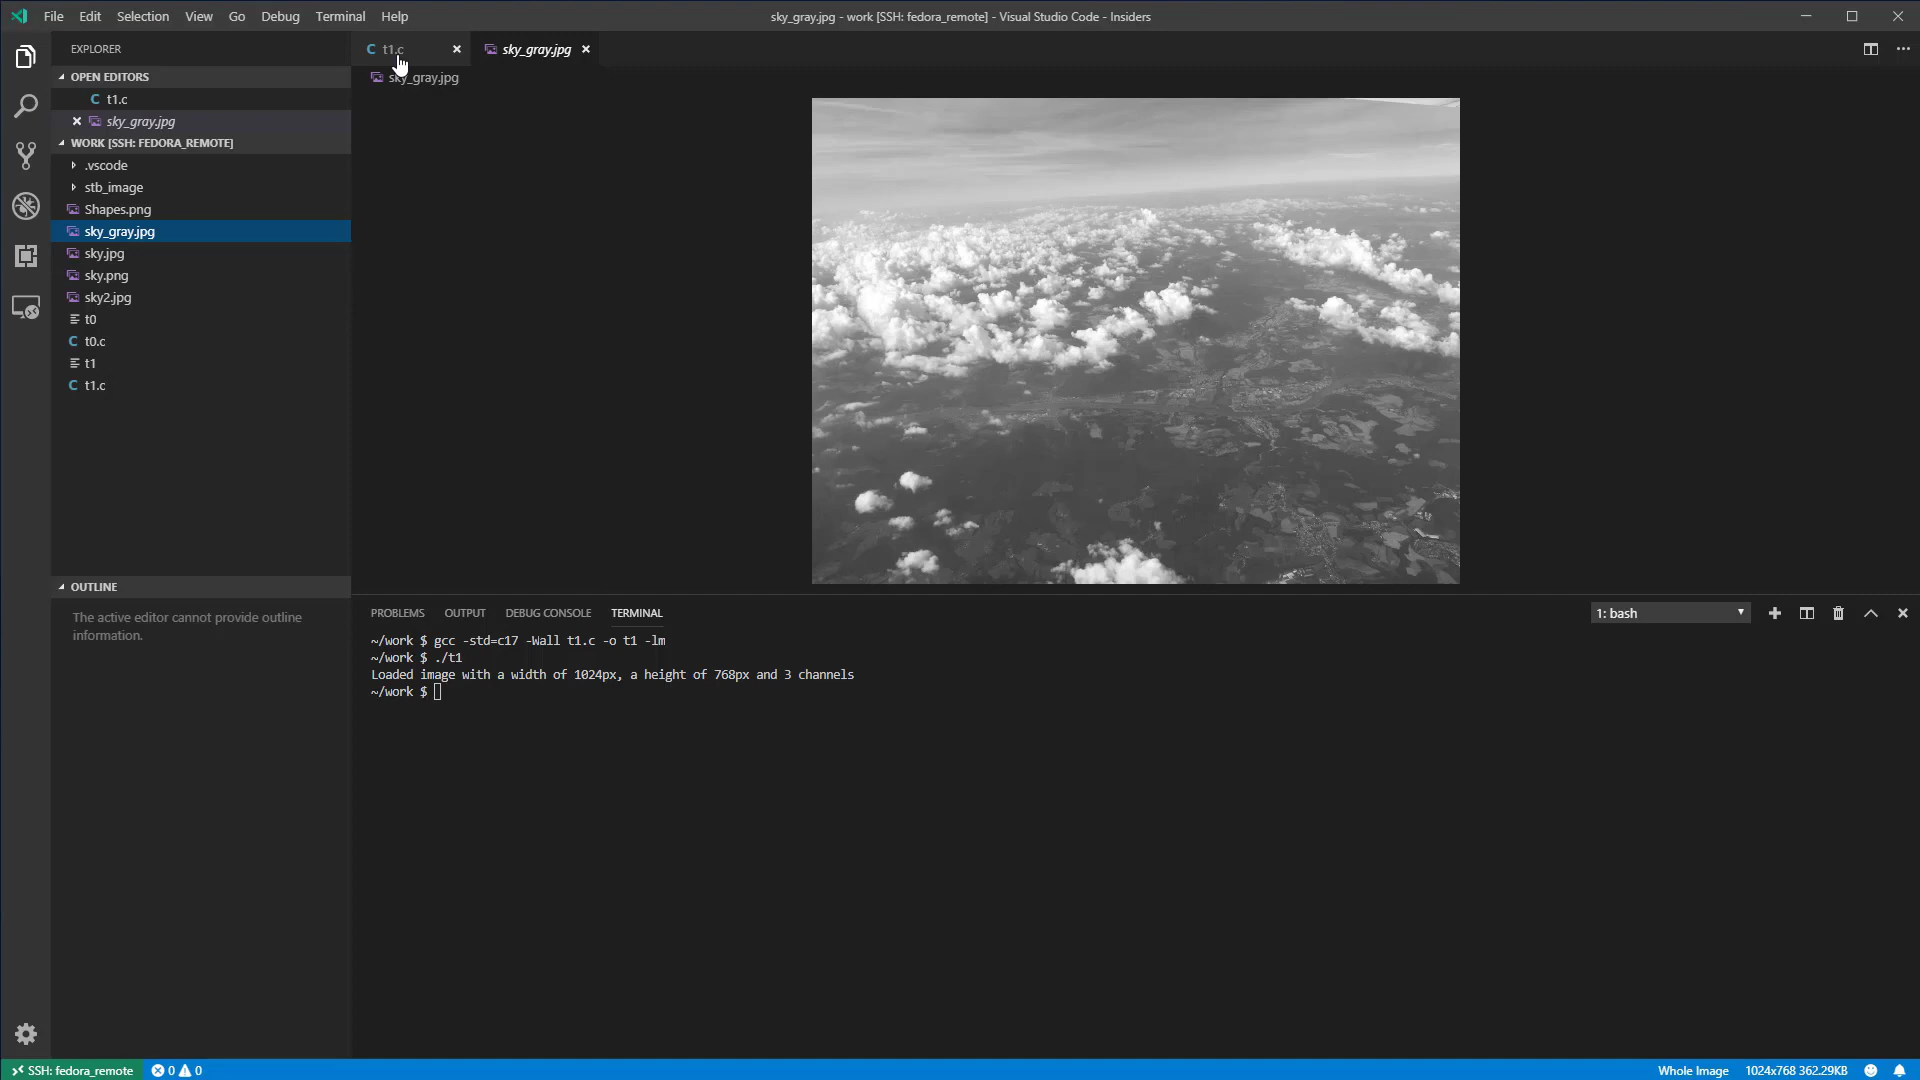 File Edit Selection View Go Debug Terminal Help
sky_gray.jpg - work [SSH: fedora_remote] - Visual Studio Code - Insiders
EXPLORER
t1.c
sky_gray.jpg
OPEN EDITORS
sky_gray.jpg
t1.c
sky_gray.jpg
WORK [SSH: FEDORA_REMOTE]
.vscode
stb_image
Shapes.png
sky_gray.jpg
sky.jpg
sky.png
sky2.jpg
t0
C t0.c
t1
C t1.c
OUTLINE
The active editor cannot provide outline
information.
PROBLEMS OUTPUT DEBUG CONSOLE TERMINAL
1: bash
~/work $ gcc -std=c17 -Wall t1.c -o t1 -lm
~/work $ ./t1
Loaded image with a width of 1024px, a height of 768px and 3 channels
~/work $
SSH: fedora_remote 0 0
Whole Image 1024x768 362.29KB